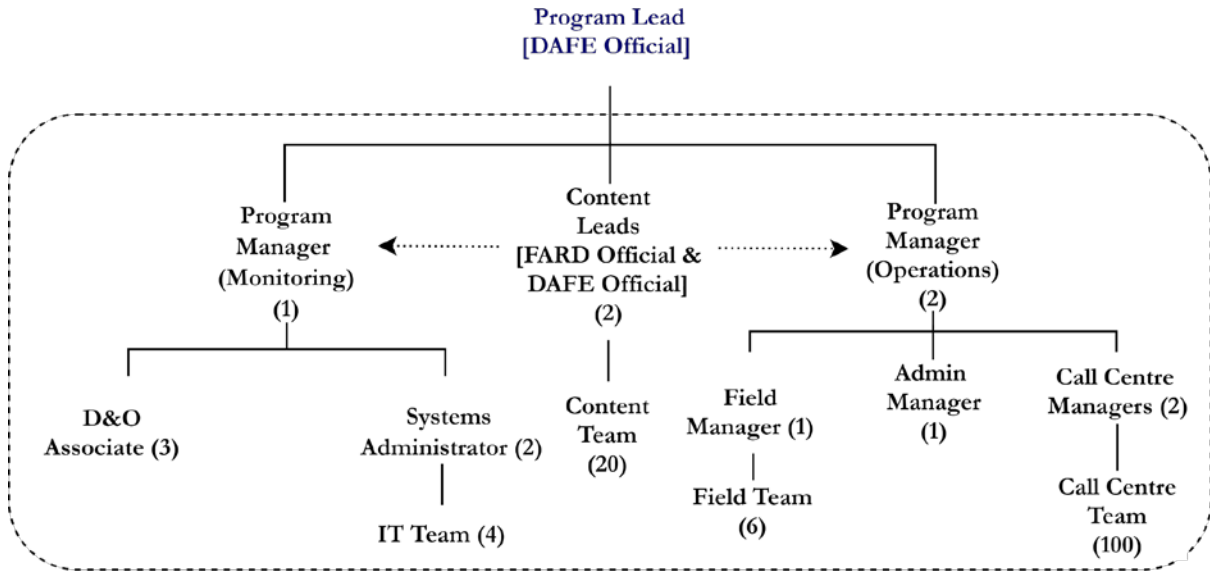 Program Lead
[DAFE Official]
Program
Manager
(Monitoring)
(1)
Content
Leads
[FARD Official &
DAFE Official]
(2)
Program
Manager
(Operations)
(2)
D&O
Associate (3)
Systems
Administrator (2)
IT Team (4)
Content
Team
(20)
Field
Manager (1)
Field Team
(6)
Admin
Manager
(1)
Call Centre
Managers (2)
Call Centre
Team
(100)